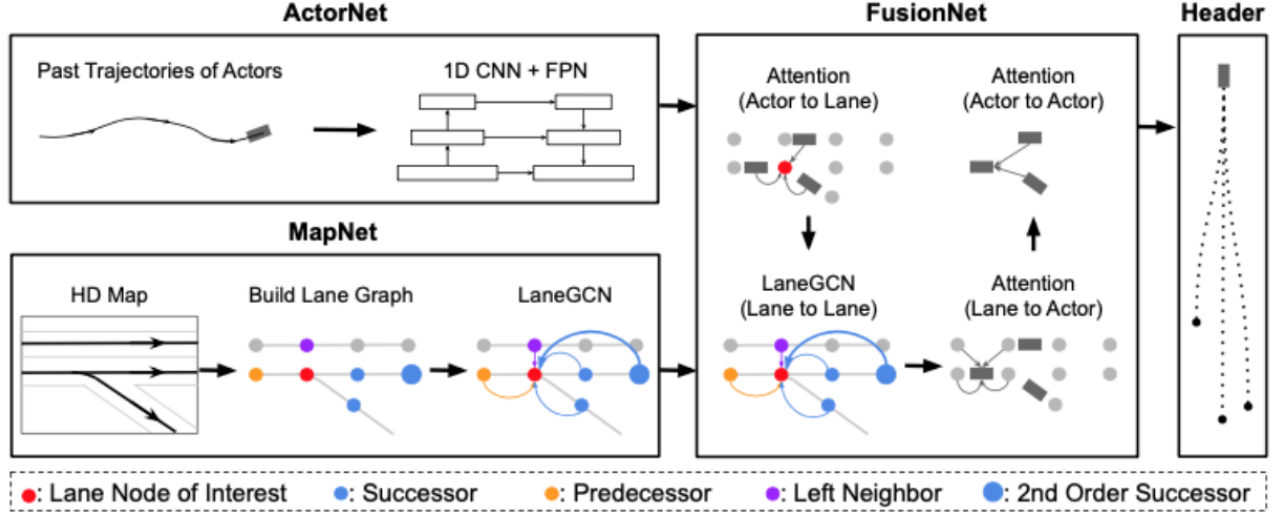 ActorNet
Past Trajectories of Actors
1D CNN + FPN
MapNet
HD Map
Build Lane Graph
LaneGCN
FusionNet
Attention
(Actor to Lane)
Attention
(Actor to Actor)
LaneGCN
(Lane to Lane)
Attention
(Lane to Actor)
Header
: Lane Node of Interest
: Successor
: Predecessor
: Left Neighbor
: 2nd Order Successor